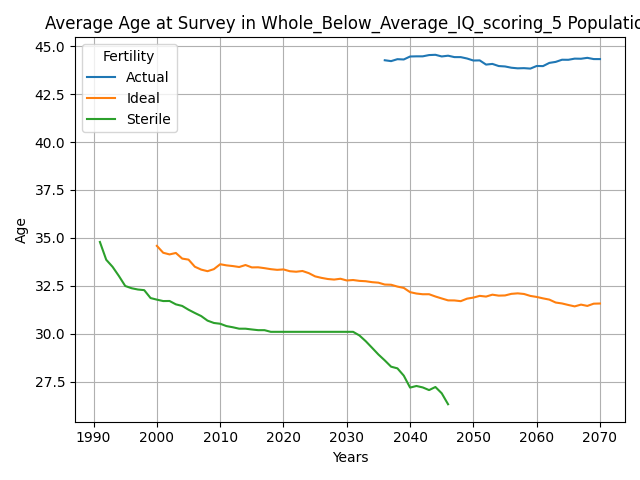 Average Age at Survey in Whole_Below_Average_IQ_scoring_5 Populatio
45.0
42.5
40.0
37.5
35.0
32.5
30.0
27.5
Age
Fertility
Actual
Ideal
Sterile
1990 2000 2010 2020 2030 2040 2050 2060 2070
Years